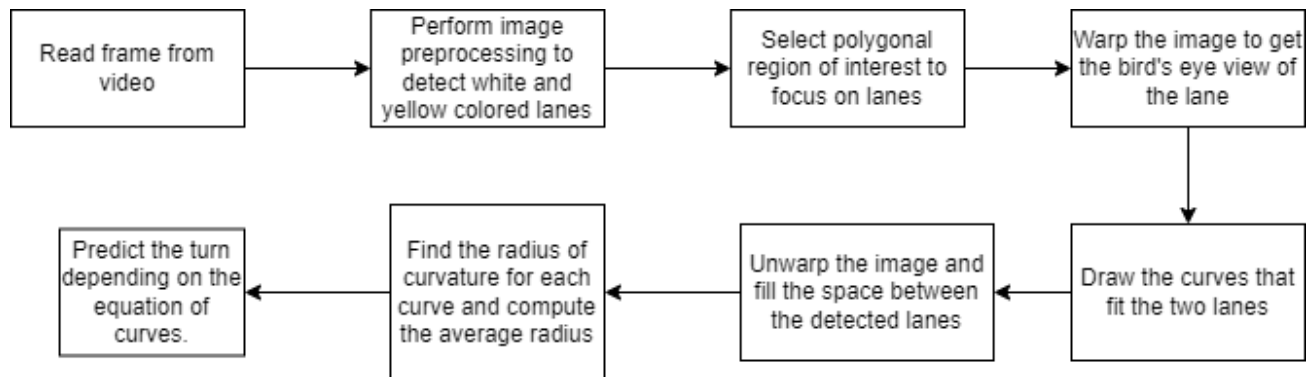 Read frame from
video
Perform image
preprocessing to
detect white and
yellow colored lanes
Select polygonal
region of interest to
focus on lanes
Warp the image to get
the bird's eye view of
the lane
Draw the curves that
fit the two lanes
Unwarp the image and
fill the space between
the detected lanes
Find the radius of
curvature for each
curve and compute
the average radius
Predict the turn
depending on the
equation of
curves.